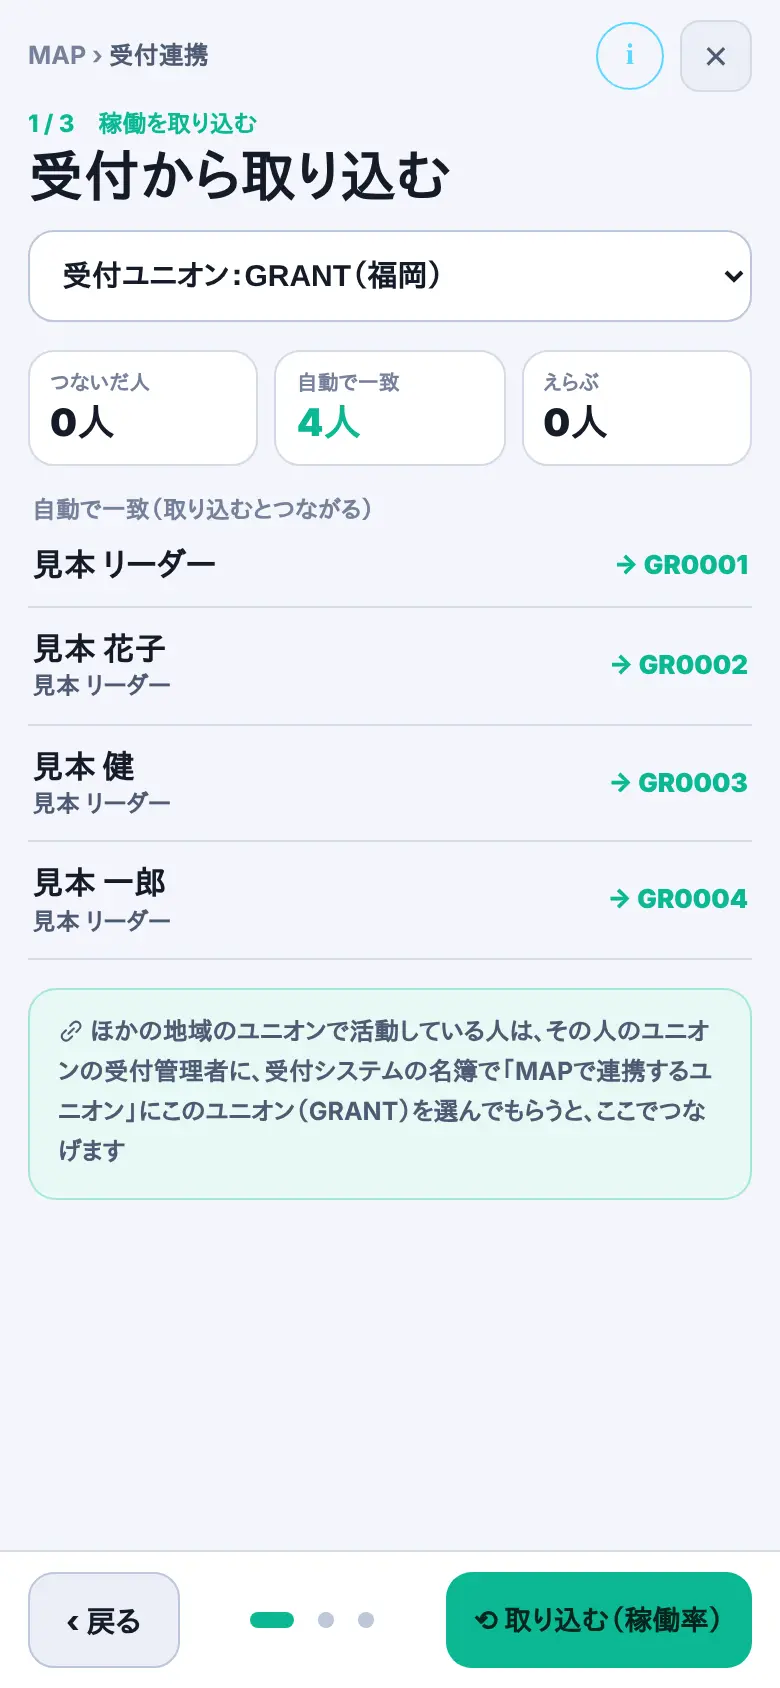 MAP › 受付連携
i ×
1 / 3 稼働を取り込む
受付から取り込む
受付ユニオン：GRANT（福岡）
つないだ人 自動で一致 えらぶ
0人 4人 0人
自動で一致（取り込むとつながる）
見本 リーダー → GR0001
見本 花子
見本 リーダー
→ GR0002
見本 健
見本 リーダー
→ GR0003
見本 一郎
見本 リーダー
→ GR0004
🔗 ほかの地域のユニオンで活動している人は、その人のユニオ
ンの受付管理者に、受付システムの名簿で「MAPで連携するユ
ニオン」にこのユニオン（GRANT）を選んでもらうと、ここでつな
げます
‹ 戻る
⟲ 取り込む（稼働率）